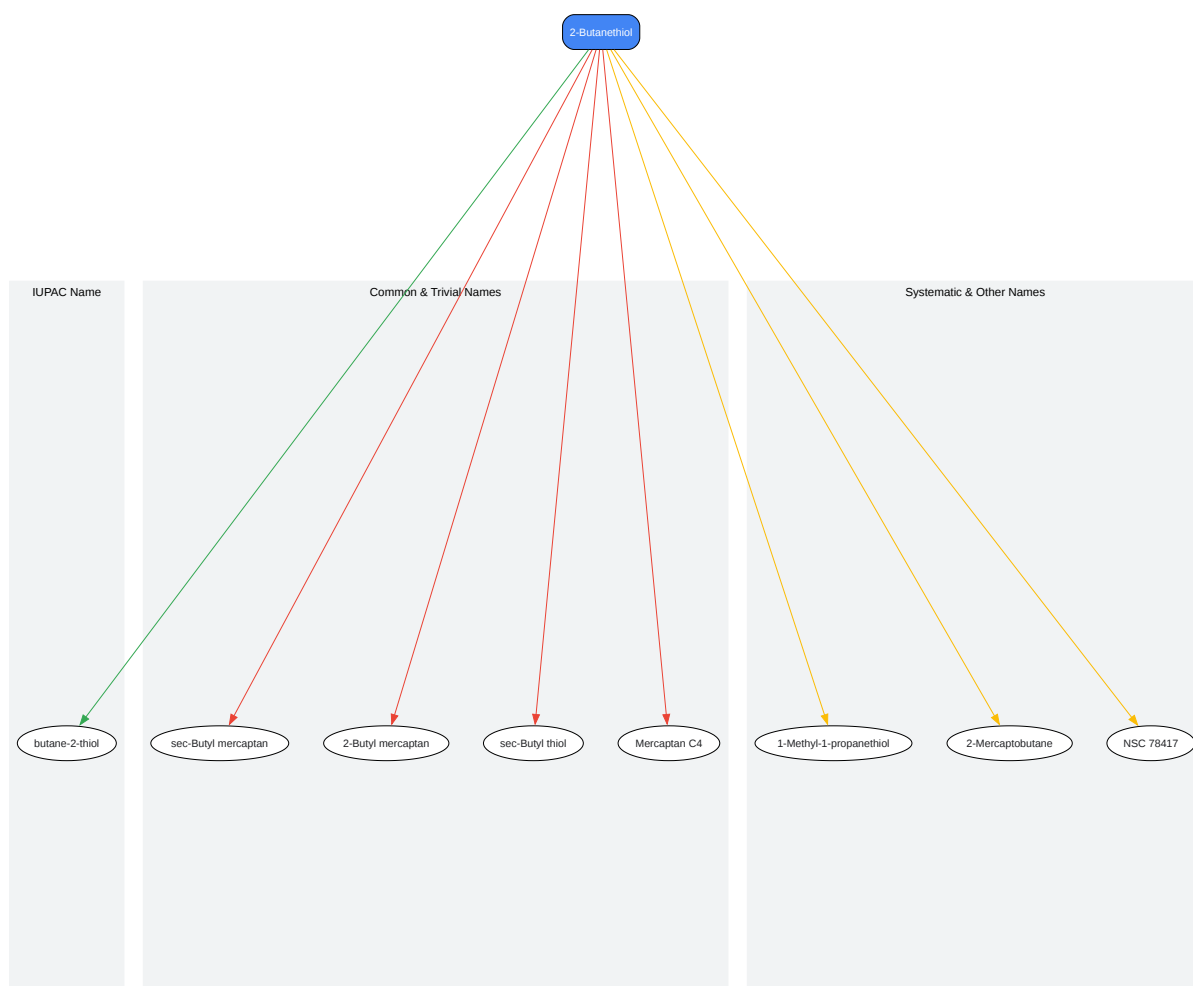 2-Butanethiol
IUPAC Name
Common & Trivial Names
Systematic & Other Names
butane-2-thiol
sec-Butyl mercaptan
2-Butyl mercaptan
sec-Butyl thiol
Mercaptan C4
1-Methyl-1-propanethiol
2-Mercaptobutane
NSC 78417